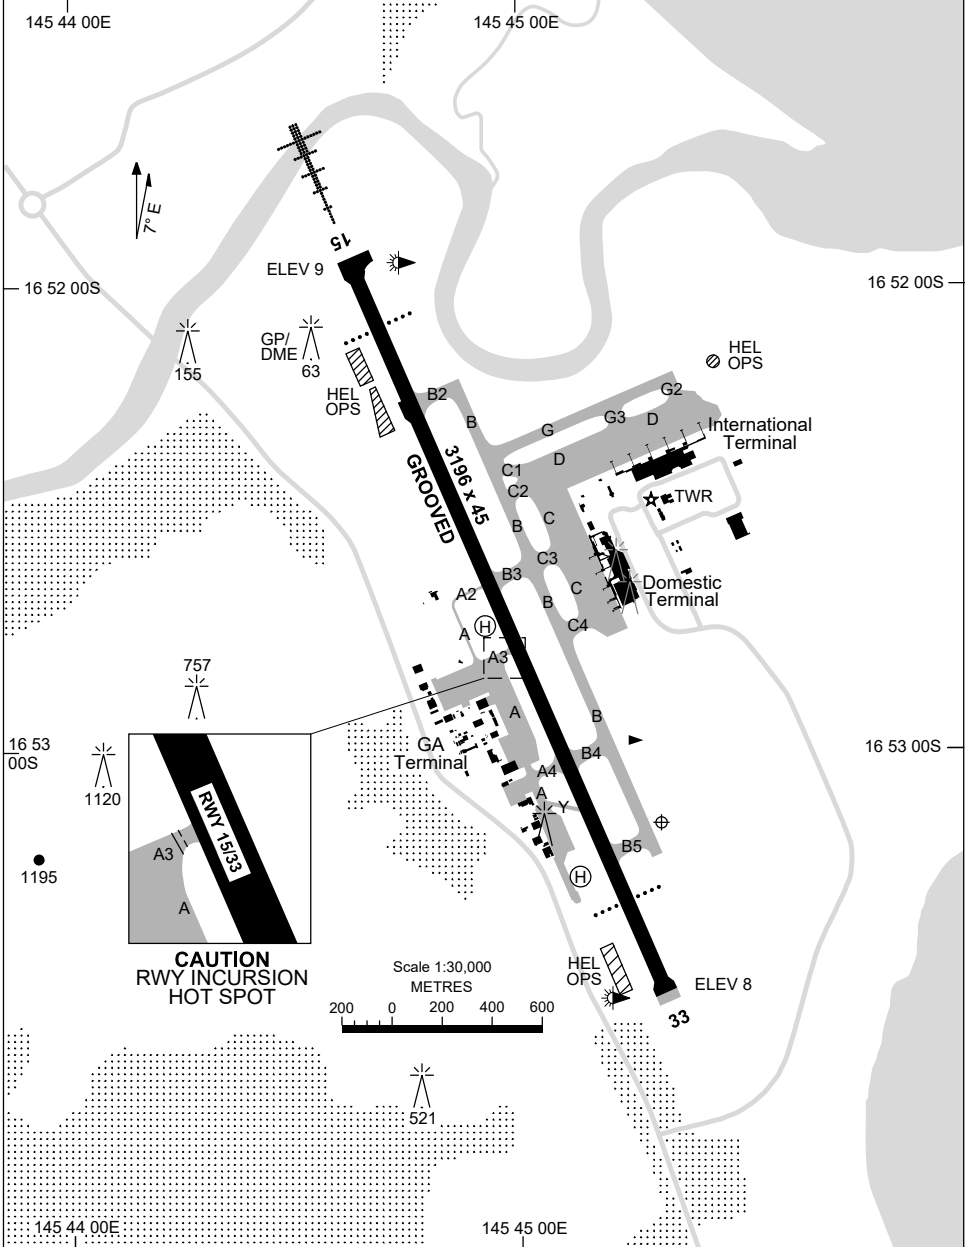 145 44 00E
145 45 00E
7° E
15
ELEV 9
16 52 00S
16 52 00S
GP/
DME
63
155
HEL
OPS
HEL
OPS
B2
G2
B
G3
D
G
International
Terminal
3196 x 45
GROOVED
D
C1
C2
TWR
B
C
C3
B3
A2
C
B
Domestic
Terminal
C4
H
A
A3
757
A
B
GA
Terminal
B4
16 53
00S
16 53 00S
A4
1120
A
Y
RWY 15/33
A3
A
B5
1195
H
CAUTION
RWY INCURSION
HOT SPOT
HEL
OPS
ELEV 8
33
Scale 1:30,000
METRES
200 0 200 400 600
521
145 44 00E
145 45 00E